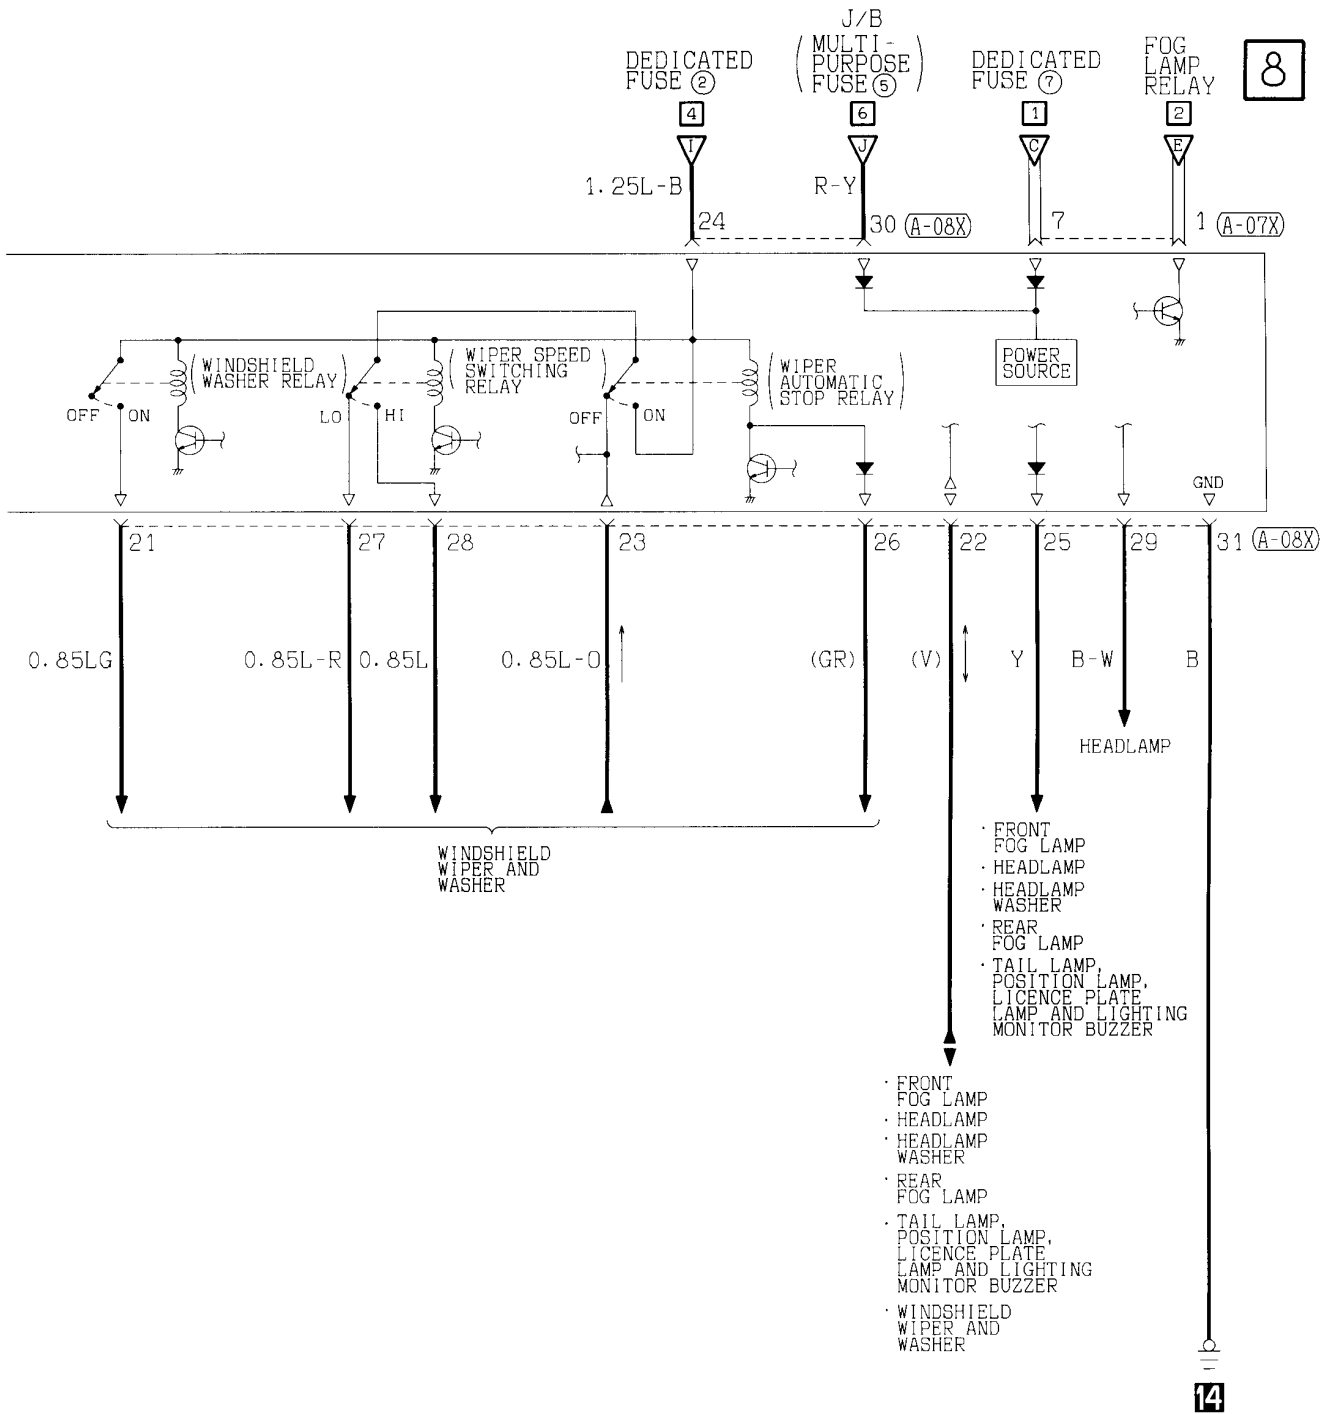 J/B
DEDICATED
FUSE ②
(MULTI-
PURPOSE
FUSE ⑤)
DEDICATED
FUSE ⑦
FOG
LAMP
RELAY
8
4
6
1
2
I
J
C
E
1.25L-B
R-Y
24
30 (A-08X)
7
1 (A-07X)
(WINDSHIELD
WASHER RELAY)
(WIPER SPEED
SWITCHING
RELAY)
(WIPER
AUTOMATIC
STOP RELAY)
POWER
SOURCE
OFF
ON
LO
HI
OFF
ON
GND
21
27
28
23
26
22
25
29
31 (A-08X)
0.85LG
0.85L-R
0.85L
0.85L-O
(GR)
(V)
Y
B-W
B
HEADLAMP
WINDSHIELD
WIPER AND
WASHER
· FRONT
FOG LAMP
· HEADLAMP
· HEADLAMP
WASHER
· REAR
FOG LAMP
· TAIL LAMP,
POSITION LAMP,
LICENCE PLATE
LAMP AND LIGHTING
MONITOR BUZZER
· FRONT
FOG LAMP
· HEADLAMP
· HEADLAMP
WASHER
· REAR
FOG LAMP
· TAIL LAMP,
POSITION LAMP,
LICENCE PLATE
LAMP AND LIGHTING
MONITOR BUZZER
· WINDSHIELD
WIPER AND
WASHER
14